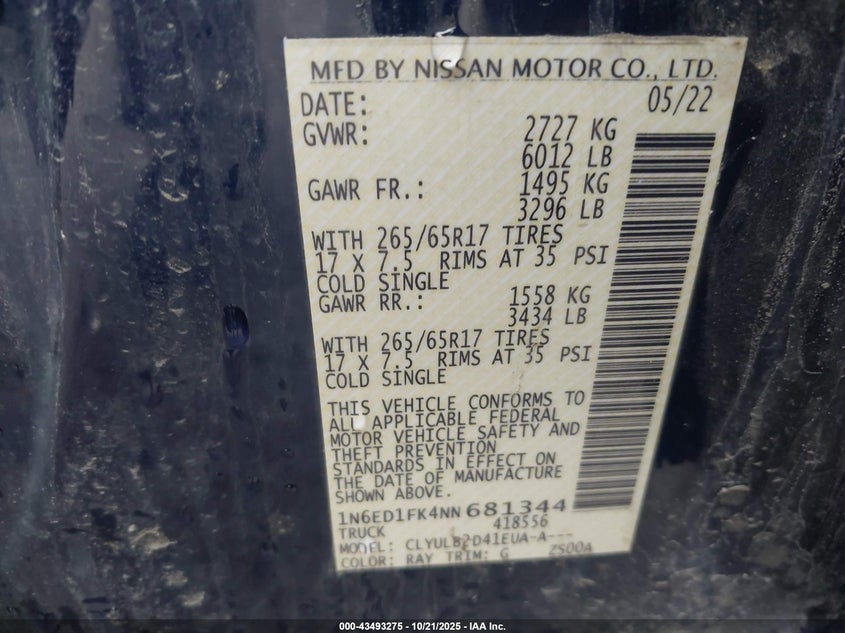 MFD BY NISSAN MOTOR CO., LTD.
DATE: 05/22
GVWR: 2727 KG
6012 LB
GAWR FR.: 1495 KG
3296 LB
WITH 265/65R17 TIRES
17 X 7.5 RIMS AT 35 PSI
COLD SINGLE
GAWR RR.: 1558 KG
3434 LB
WITH 265/65R17 TIRES
17 X 7.5 RIMS AT 35 PSI
COLD SINGLE
THIS VEHICLE CONFORMS TO
ALL APPLICABLE FEDERAL
MOTOR VEHICLE SAFETY AND
THEFT PREVENTION
STANDARDS IN EFFECT ON
THE DATE OF MANUFACTURE
SHOWN ABOVE.
1N6ED1FK4NN681344
TRUCK 418556
MODEL: CLYULB2D41EUA-A---
COLOR: RAY TRIM: G ZS00A
000-43493275 - 10/21/2025 - IAA Inc.